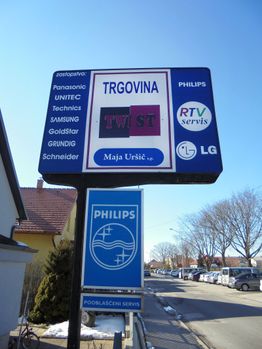 zastopstvo:
Panasonic
UNITEC
Technics
SAMSUNG
GoldStar
GRUNDIG
Schneider
TRGOVINA
TWIST
Maja Uršič s.p.
PHILIPS
RTV
servis
LG
PHILIPS
POOBLAŠČENI SERVIS